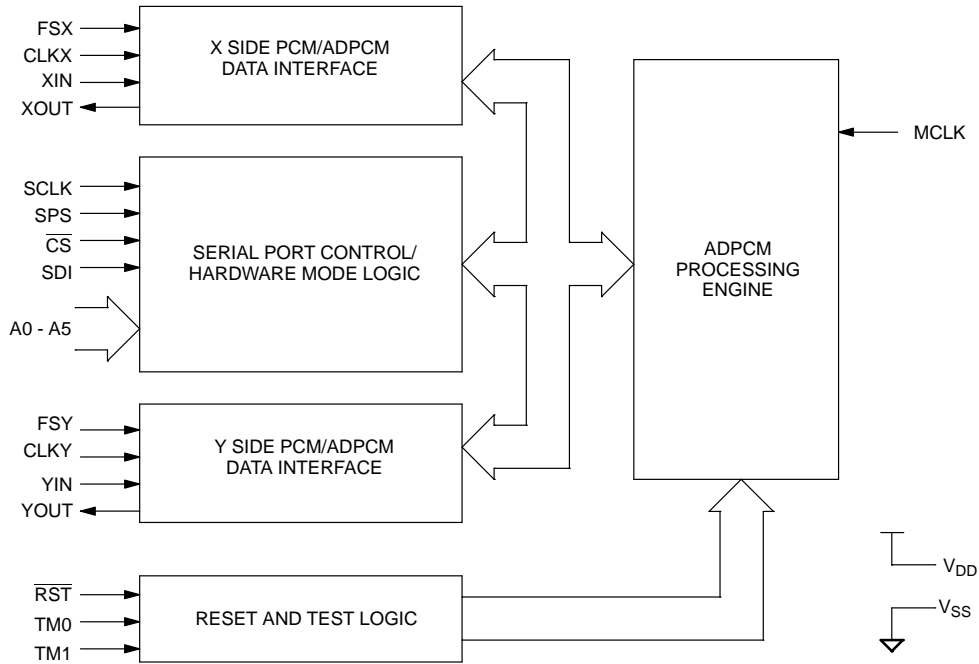 FSX
CLKX
XIN
XOUT
X SIDE PCM/ADPCM
DATA INTERFACE
MCLK
SCLK
SPS
CS
SDI
A0 - A5
SERIAL PORT CONTROL/
HARDWARE MODE LOGIC
ADPCM
PROCESSING
ENGINE
FSY
CLKY
YIN
YOUT
Y SIDE PCM/ADPCM
DATA INTERFACE
RST
TM0
TM1
RESET AND TEST LOGIC
VDD
VSS